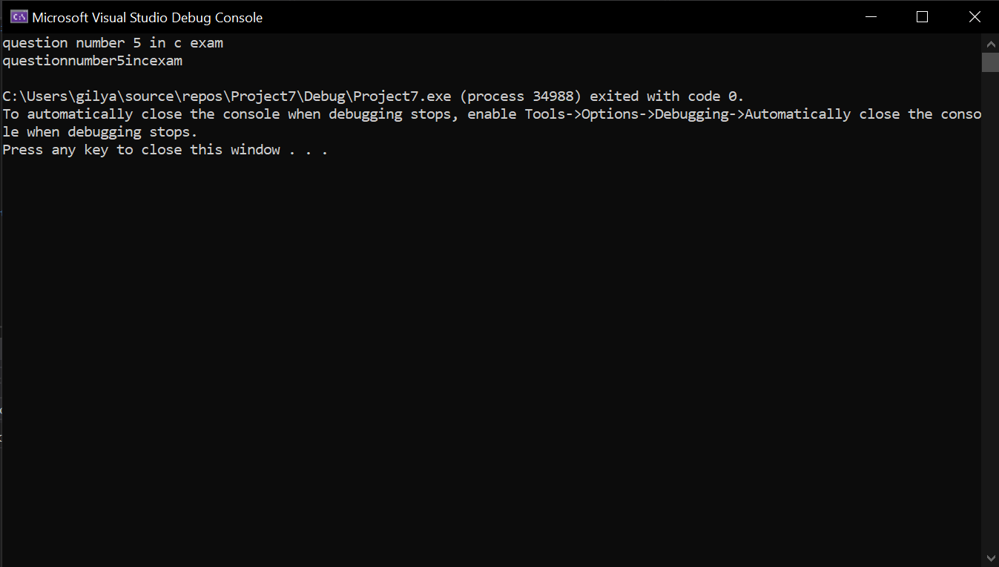 Microsoft Visual Studio Debug Console
question number 5 in c exam
questionnumber5incexam
C:\Users\gilya\source\repos\Project7\Debug\Project7.exe (process 34988) exited with code 0.
To automatically close the console when debugging stops, enable Tools->Options->Debugging->Automatically close the conso
le when debugging stops.
Press any key to close this window . . .